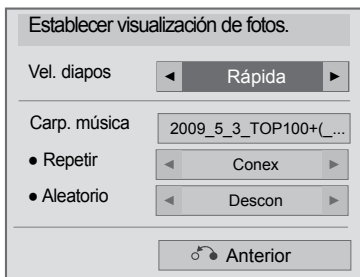 Establecer visualización de fotos.
Vel. diapos ◄ Rápida ►
Carp. música 2009_5_3_TOP100+(_...
● Repetir ◄ Conex ►
● Aleatorio ◄ Descon ►
Anterior